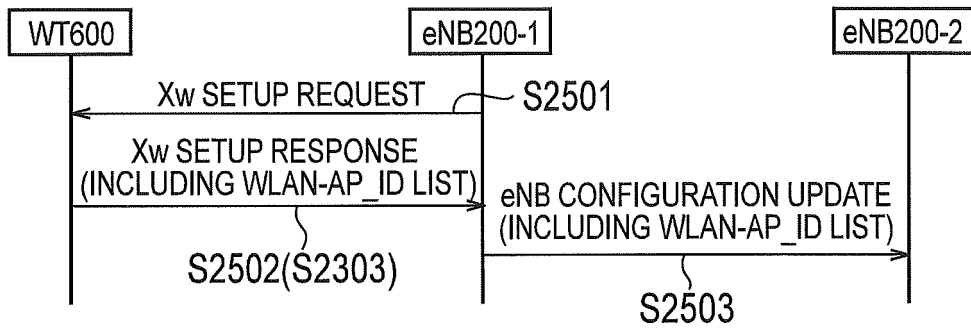 WT600
eNB200-1
eNB200-2
Xw SETUP REQUEST
S2501
Xw SETUP RESPONSE
(INCLUDING WLAN-AP_ID LIST)
eNB CONFIGURATION UPDATE
(INCLUDING WLAN-AP_ID LIST)
S2502(S2303)
S2503